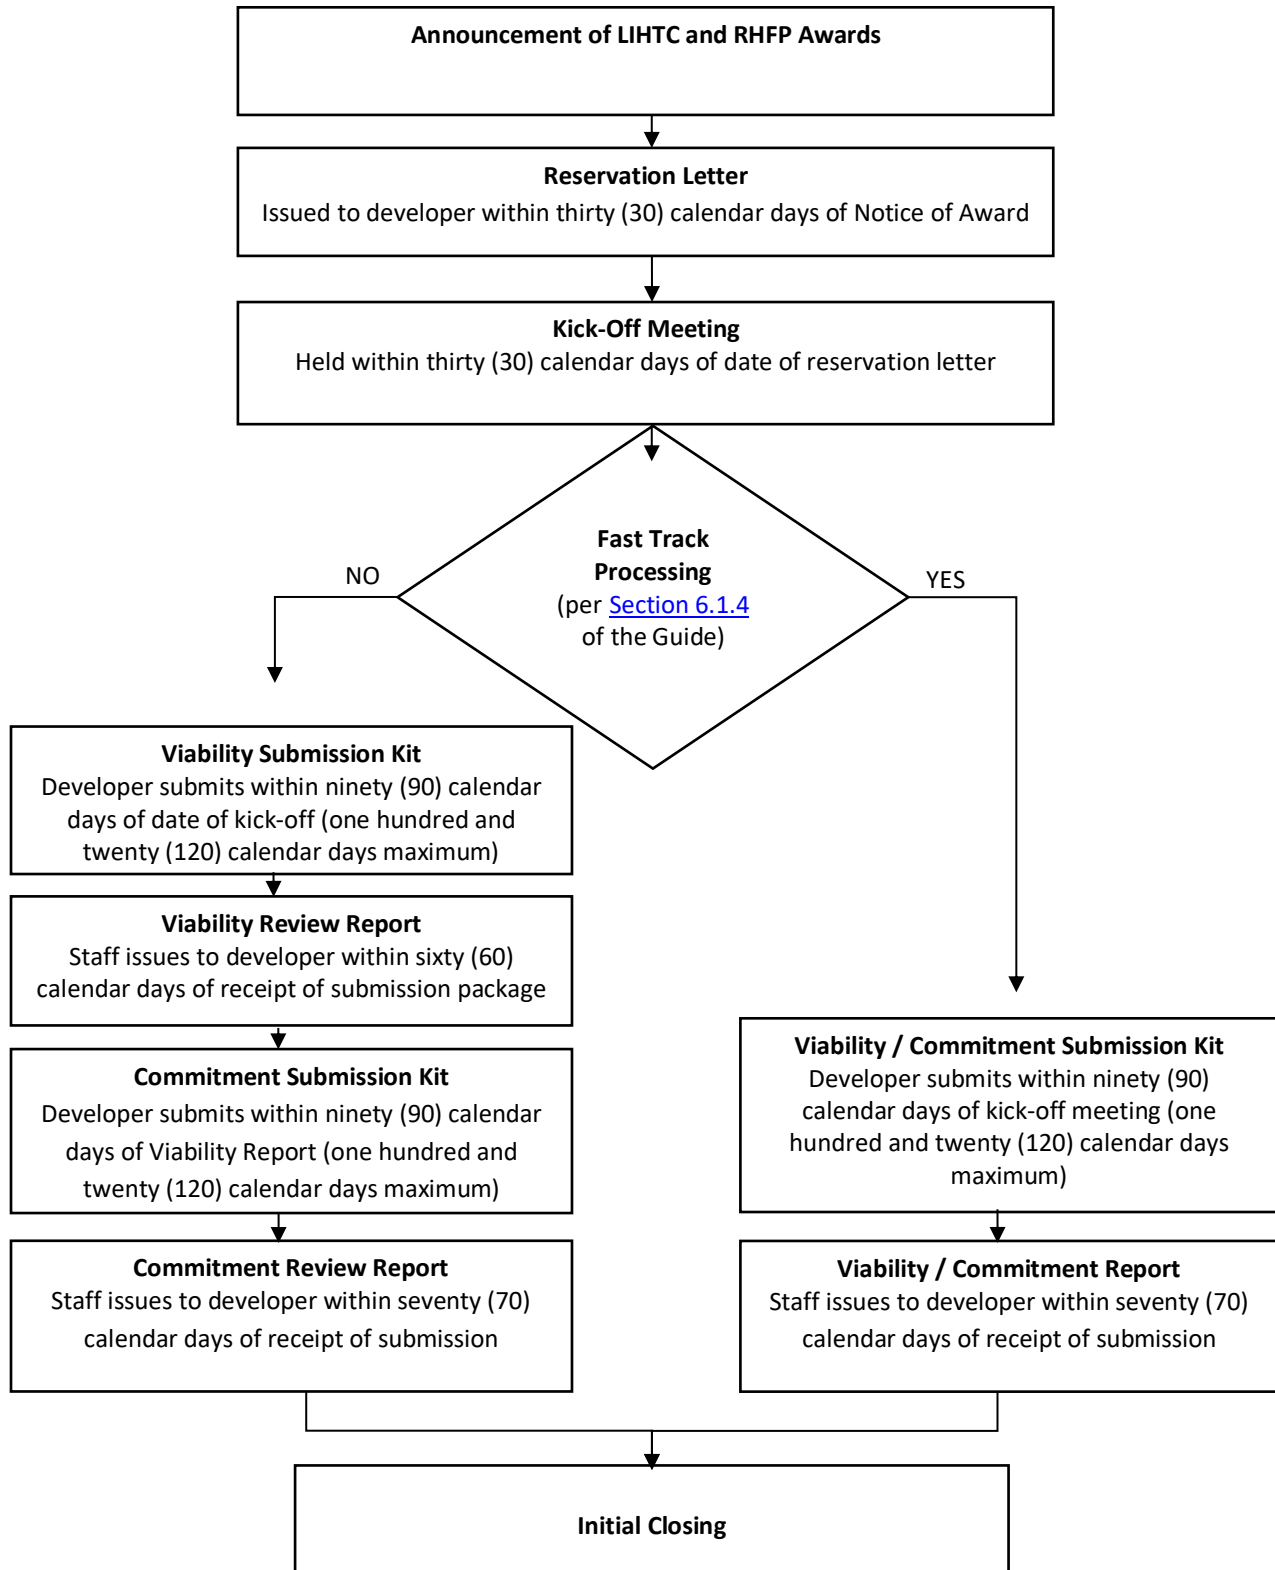 Announcement of LIHTC and RHFP Awards
Reservation Letter
Issued to developer within thirty (30) calendar days of Notice of Award
Kick-Off Meeting
Held within thirty (30) calendar days of date of reservation letter
Fast Track
Processing
(per Section 6.1.4
of the Guide)
NO
YES
Viability Submission Kit
Developer submits within ninety (90) calendar
days of date of kick-off (one hundred and
twenty (120) calendar days maximum)
Viability Review Report
Staff issues to developer within sixty (60)
calendar days of receipt of submission package
Commitment Submission Kit
Developer submits within ninety (90) calendar
days of Viability Report (one hundred and
twenty (120) calendar days maximum)
Commitment Review Report
Staff issues to developer within seventy (70)
calendar days of receipt of submission
Viability / Commitment Submission Kit
Developer submits within ninety (90)
calendar days of kick-off meeting (one
hundred and twenty (120) calendar days
maximum)
Viability / Commitment Report
Staff issues to developer within seventy (70)
calendar days of receipt of submission
Initial Closing